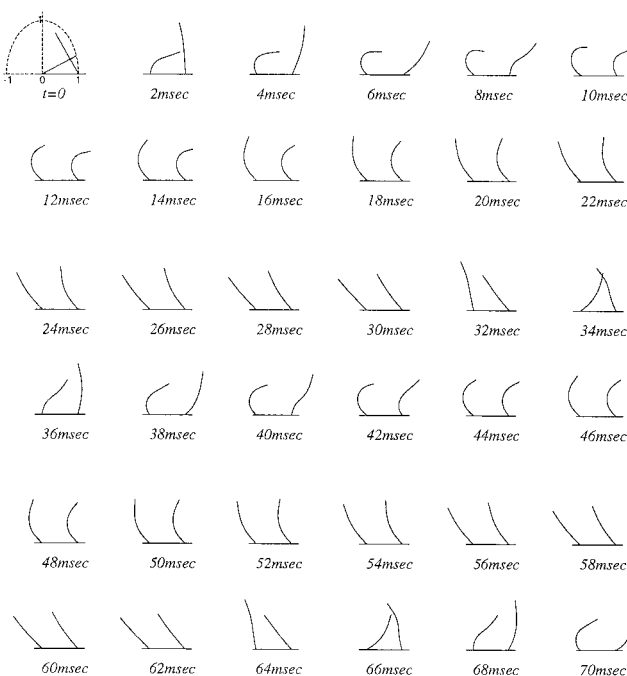 1
-1 0 1
t=0 2msec 4msec 6msec 8msec 10msec
12msec 14msec 16msec 18msec 20msec 22msec
24msec 26msec 28msec 30msec 32msec 34msec
36msec 38msec 40msec 42msec 44msec 46msec
48msec 50msec 52msec 54msec 56msec 58msec
60msec 62msec 64msec 66msec 68msec 70msec